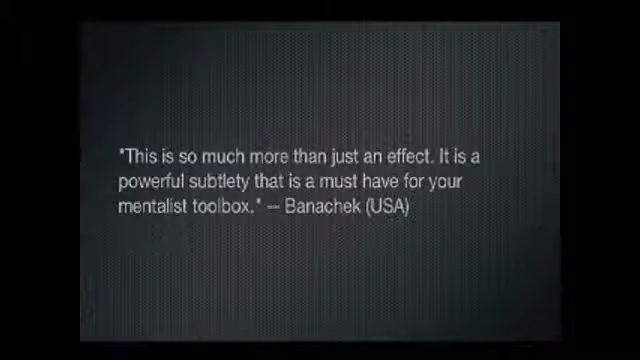 "This is so much more than just an effect. It is a
powerful subtlety that is a must have for your
mentalist toolbox." -- Banachek (USA)